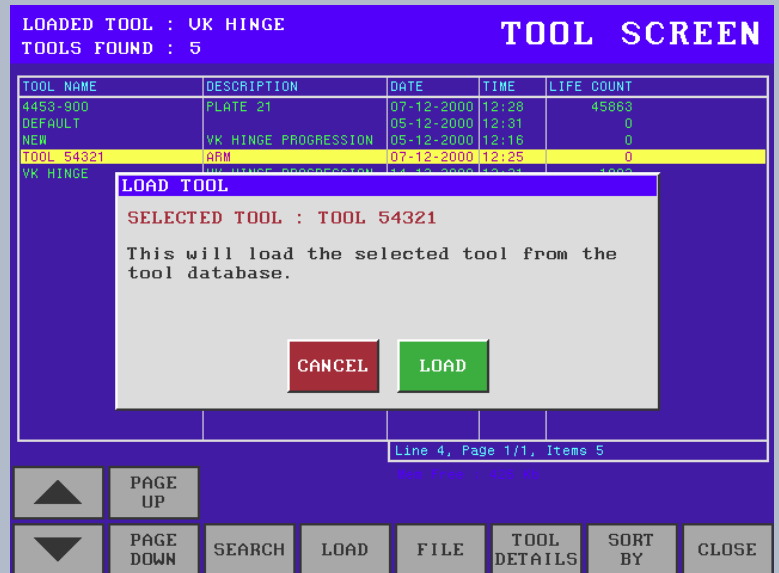 LOADED TOOL : VK HINGE
TOOLS FOUND : 5
TOOL SCREEN
TOOL NAME DESCRIPTION DATE TIME LIFE COUNT
4453-900 PLATE 21 07-12-2000 12:28 45863
DEFAULT 05-12-2000 12:31 0
NEW VK HINGE PROGRESSION 05-12-2000 12:16 0
TOOL 54321 ARM 07-12-2000 12:25 0
VK HINGE
LOAD TOOL
SELECTED TOOL : TOOL 54321
This will load the selected tool from the
tool database.
CANCEL LOAD
Line 4, Page 1/1, Items 5
PAGE
UP
PAGE
DOWN
SEARCH
LOAD
FILE
TOOL
DETAILS
SORT
BY
CLOSE